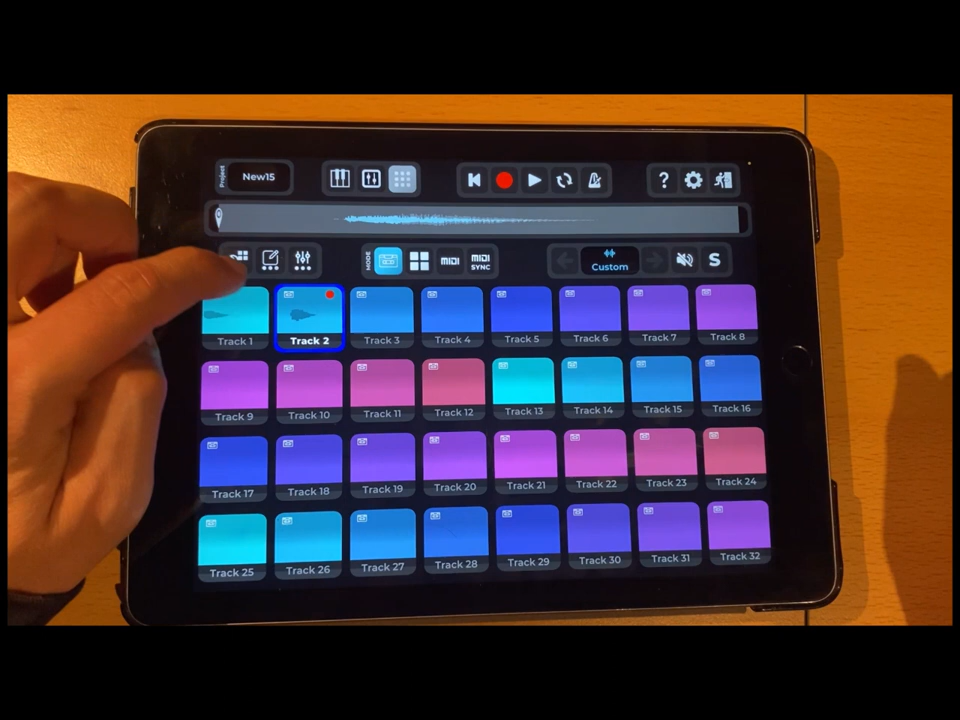 Project
New15
?
MODE
MIDI
MIDI
SYNC
Custom
S
Track 1
Track 2
Track 3
Track 4
Track 5
Track 6
Track 7
Track 8
Track 9
Track 10
Track 11
Track 12
Track 13
Track 14
Track 15
Track 16
Track 17
Track 18
Track 19
Track 20
Track 21
Track 22
Track 23
Track 24
Track 25
Track 26
Track 27
Track 28
Track 29
Track 30
Track 31
Track 32